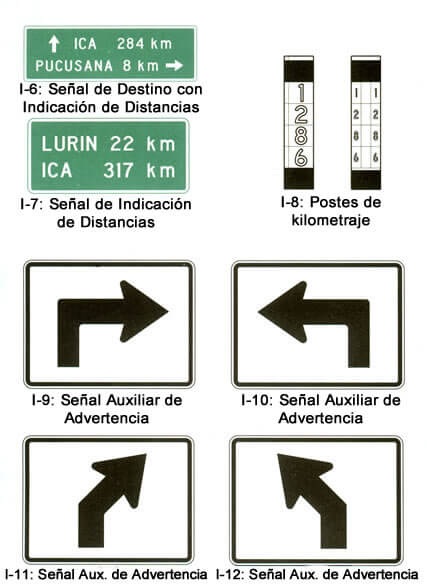 ↑ ICA 284 km
PUCUSANA 8 km →
I-6: Señal de Destino con
Indicación de Distancias
LURIN 22 km
ICA 317 km
I-7: Señal de Indicación
de Distancias
1
2
8
6
1 1
2 2
8 8
6 6
I-8: Postes de
kilometraje
I-9: Señal Auxiliar de
Advertencia
I-10: Señal Auxiliar de
Advertencia
I-11: Señal Aux. de Advertencia
I-12: Señal Aux. de Advertencia